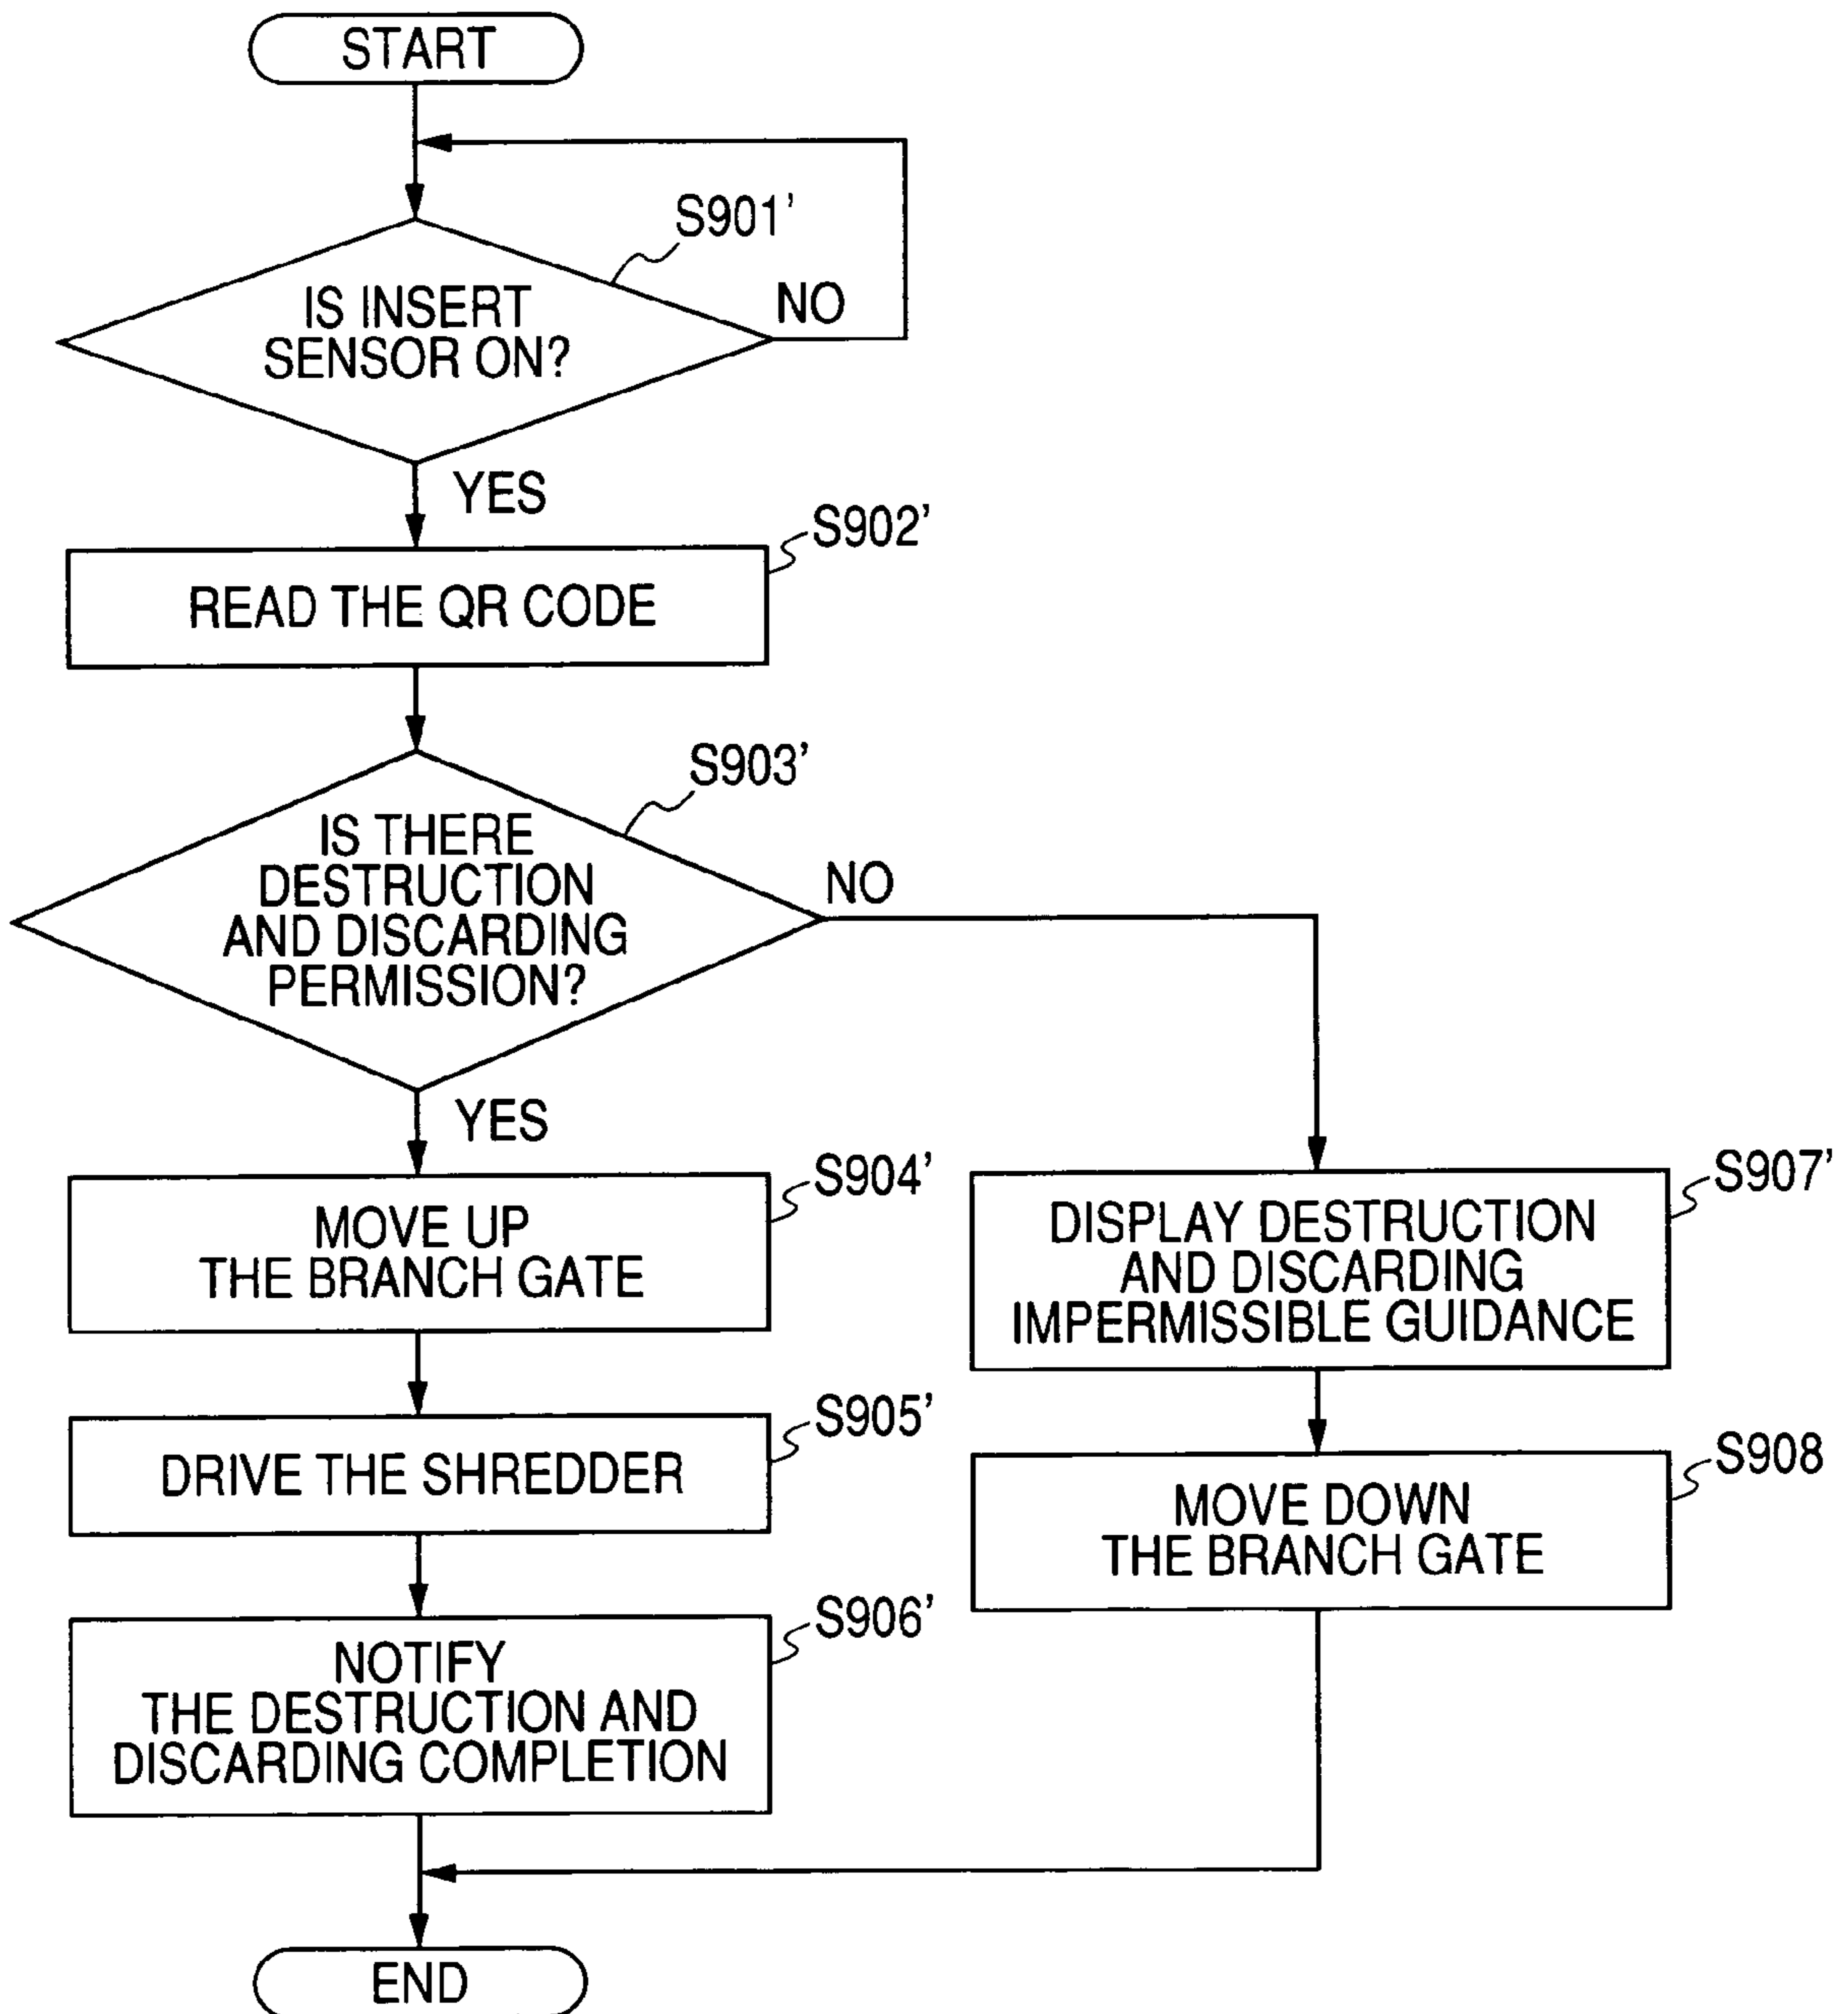 START
S901'
IS INSERT
SENSOR ON?
NO
YES
S902'
READ THE QR CODE
S903'
IS THERE
DESTRUCTION
AND DISCARDING
PERMISSION?
NO
YES
S904'
MOVE UP
THE BRANCH GATE
S905'
DRIVE THE SHREDDER
S906'
NOTIFY
THE DESTRUCTION AND
DISCARDING COMPLETION
S907'
DISPLAY DESTRUCTION
AND DISCARDING
IMPERMISSIBLE GUIDANCE
S908
MOVE DOWN
THE BRANCH GATE
END